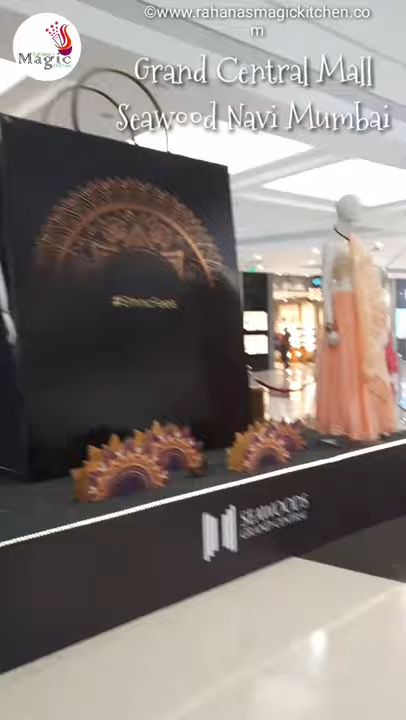 ©www.rahanasmagickitchen.co
m
Magic
Grand Central Mall
Seawood Navi Mumbai
SEAWOODS
GRAND CENTRAL